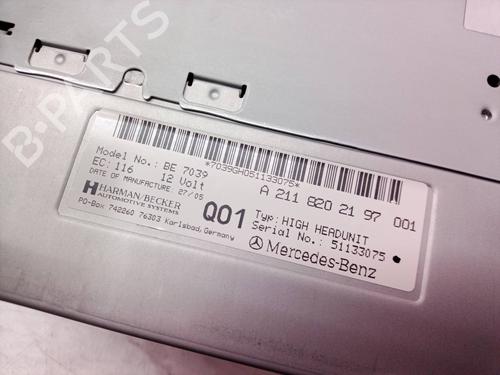 B-PARTS
*7039GH051133075*
Model No.: BE 7039
EC: 116 12 Volt
DATE OF MANUFACTURE: 27/05
HARMAN/BECKER
AUTOMOTIVE SYSTEMS
PO-Box 742260 76303 Karlsbad, Germany
Q01
A 211 820 21 97 001
Typ: HIGH HEADUNIT
Serial No.: 51133075
Mercedes-Benz